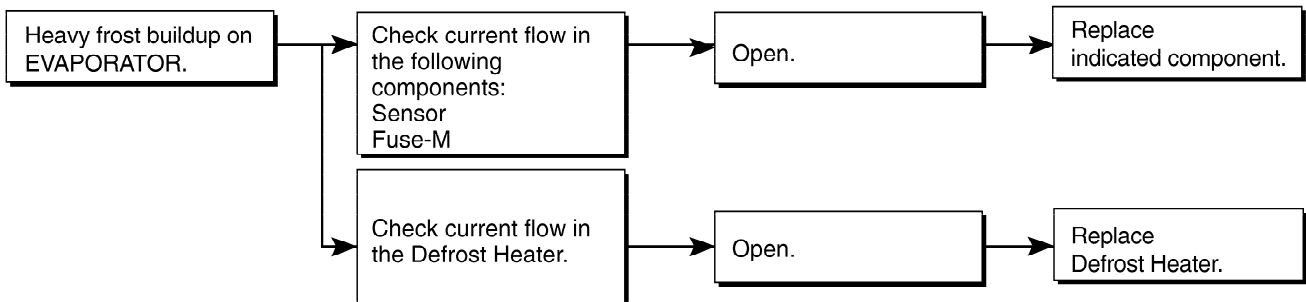 Heavy frost buildup on
EVAPORATOR.
Check current flow in
the following
components:
Sensor
Fuse-M
Open.
Replace
indicated component.
Check current flow in
the Defrost Heater.
Open.
Replace
Defrost Heater.